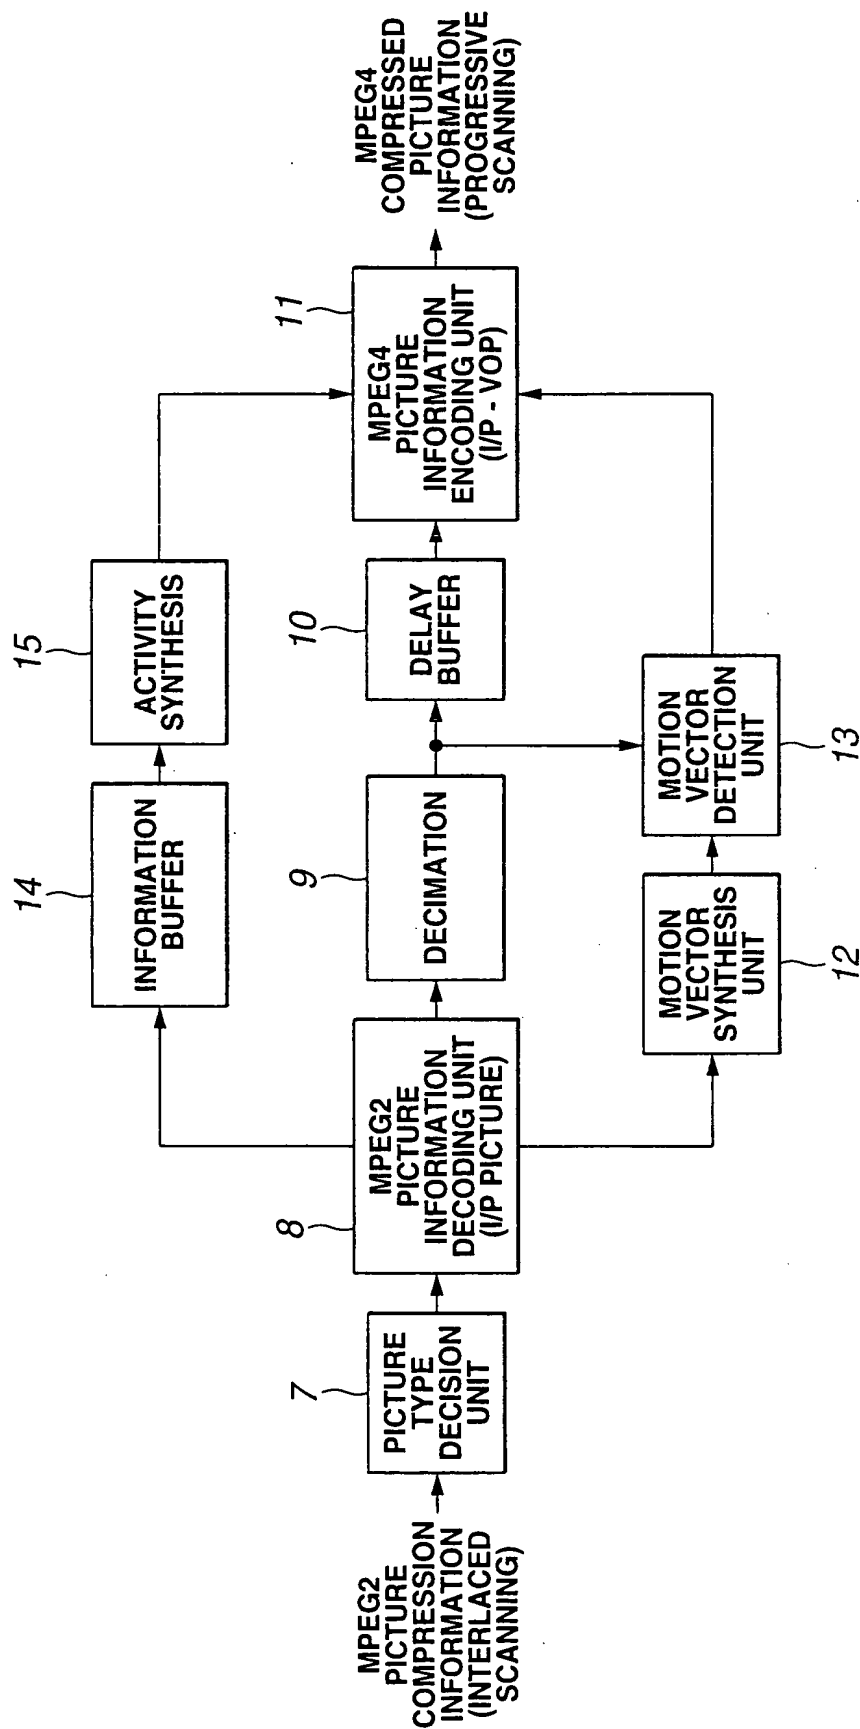 MPEG2
PICTURE
COMPRESSION
INFORMATION
(INTERLACED
SCANNING)
7
PICTURE
TYPE
DECISION
UNIT
8
MPEG2
PICTURE
INFORMATION
DECODING UNIT
(I/P PICTURE)
14
INFORMATION
BUFFER
15
ACTIVITY
SYNTHESIS
9
DECIMATION
10
DELAY
BUFFER
11
MPEG4
PICTURE
INFORMATION
ENCODING UNIT
(I/P - VOP)
MPEG4
COMPRESSED
PICTURE
INFORMATION
(PROGRESSIVE
SCANNING)
MOTION
VECTOR
SYNTHESIS
UNIT
12
MOTION
VECTOR
DETECTION
UNIT
13